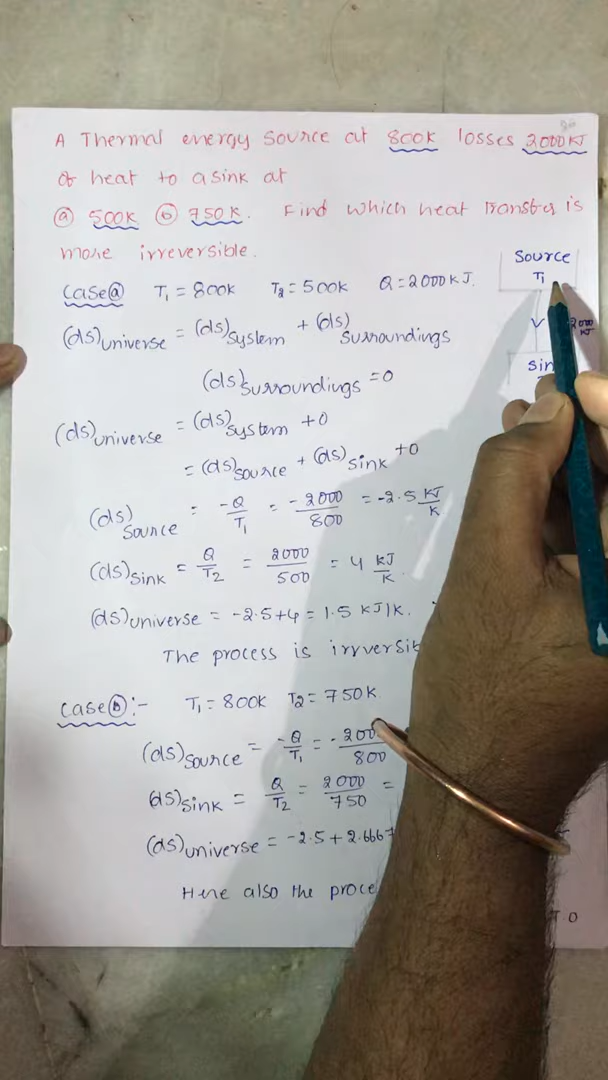 A Thermal energy Source at 800K losses 2000KJ
of heat to a sink at
ⓐ 500K ⓑ 750K. Find which heat transfer is
more irreversible.
Source
T₁
2000
KJ
Case ⓐ T₁ = 800K T₂ = 500K Q = 2000KJ.
(ds)universe = (ds)system + (ds)surroundings
(ds)surroundings = 0
(ds)universe = (ds)system + 0
= (ds)source + (ds)sink + 0
(ds)source = -Q/T₁ = -2000/800 = -2.5 KJ/K
(ds)sink = Q/T₂ = 2000/500 = 4 KJ/K.
(ds)universe = -2.5+4 = 1.5 KJ/K.
The process is
Case ⓑ:- T₁ = 800K T₂ = 750K
(ds)source = -Q/T₁ = /800
(ds)sink = Q/T₂ = 2000/750 =
(ds)universe = -2.5 + 2.6667
Here also the